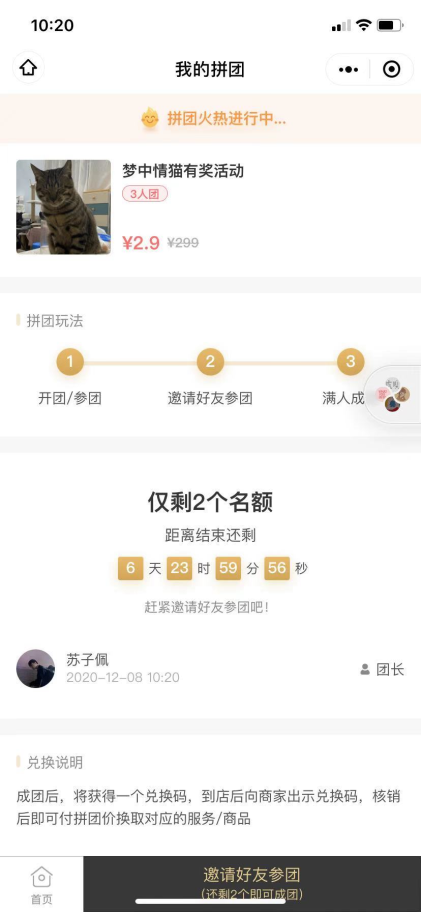 10:20
我的拼团
拼团火热进行中...
梦中情猫有奖活动
3人团
¥2.9 ¥299
拼团玩法
1 2 3
开团/参团 邀请好友参团 满人成
仅剩2个名额
距离结束还剩
6 天 23 时 59 分 56 秒
赶紧邀请好友参团吧!
苏子佩
2020-12-08 10:20
团长
兑换说明
成团后，将获得一个兑换码，到店后向商家出示兑换码，核销
后即可付拼团价换取对应的服务/商品
首页
邀请好友参团
(还剩2个即可成团)